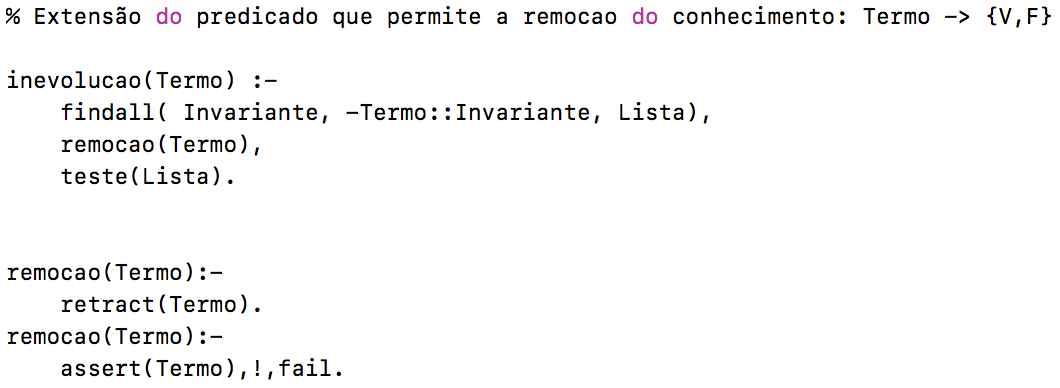 % Extensão do predicado que permite a remocao do conhecimento: Termo -> {V,F}
inevolucao(Termo) :-
findall( Invariante, -Termo::Invariante, Lista),
remocao(Termo),
teste(Lista).
remocao(Termo):-
retract(Termo).
remocao(Termo):-
assert(Termo),!,fail.